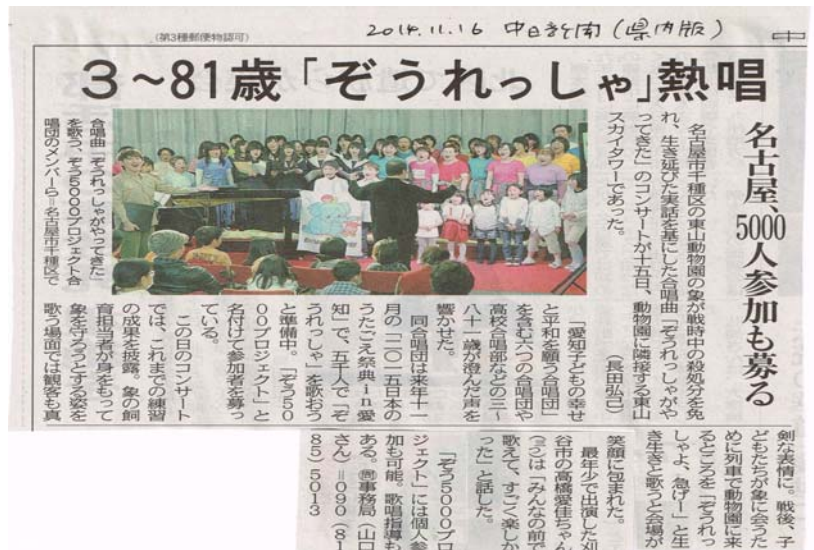 (第3種郵便物認可)
2014.11.16 中日新聞(県内版)
中
3~81歳「ぞうれっしゃ」熱唱
名古屋、5000人参加も募る
名古屋市千種区の東山動物園の象が戦時中の殺処分を免
れ、生き延びた実話を基にした合唱曲「ぞうれっしゃがや
ってきた」のコンサートが十五日、動物園に隣接する東山
スカイタワーであった。
(長田弘己)
合唱曲「ぞうれっしゃがやってきた」
を歌う、ぞう5000プロジェクト合
唱団のメンバーら=名古屋市千種区で
「愛知子どもの幸せ
と平和を願う合唱団」
を含む六つの合唱団や
高校合唱部などの三~
八十一歳が澄んだ声を
響かせた。
同合唱団は来年十一
月の「二〇一五日本の
うたごえ祭典in愛
知」で、五千人で「ぞ
うれっしゃ」を歌おう
と準備中。「ぞう50
00プロジェクト」と
名付けて参加者を募っ
ている。
この日のコンサート
では、これまでの練習
の成果を披露。象の飼
育担当者が身をもって
象を守ろうとする姿を
歌う場面では観客も真
剣な表情に。戦後、子
どもたちが象に会うた
めに列車で動物園に来
るところを「ぞうれっ
しゃよ、急げー」と生
き生きと歌うと会場が
笑顔に包まれた。
最年少で出演した刈
谷市の高橋愛佳ちゃん
(三)は「みんなの前で
歌えて、すごく楽しか
った」と話した。
「ぞう5000プロ
ジェクト」には個人参
加も可能。歌唱指導も
ある。(問)事務局(山口
さん)=090(81
85)5013